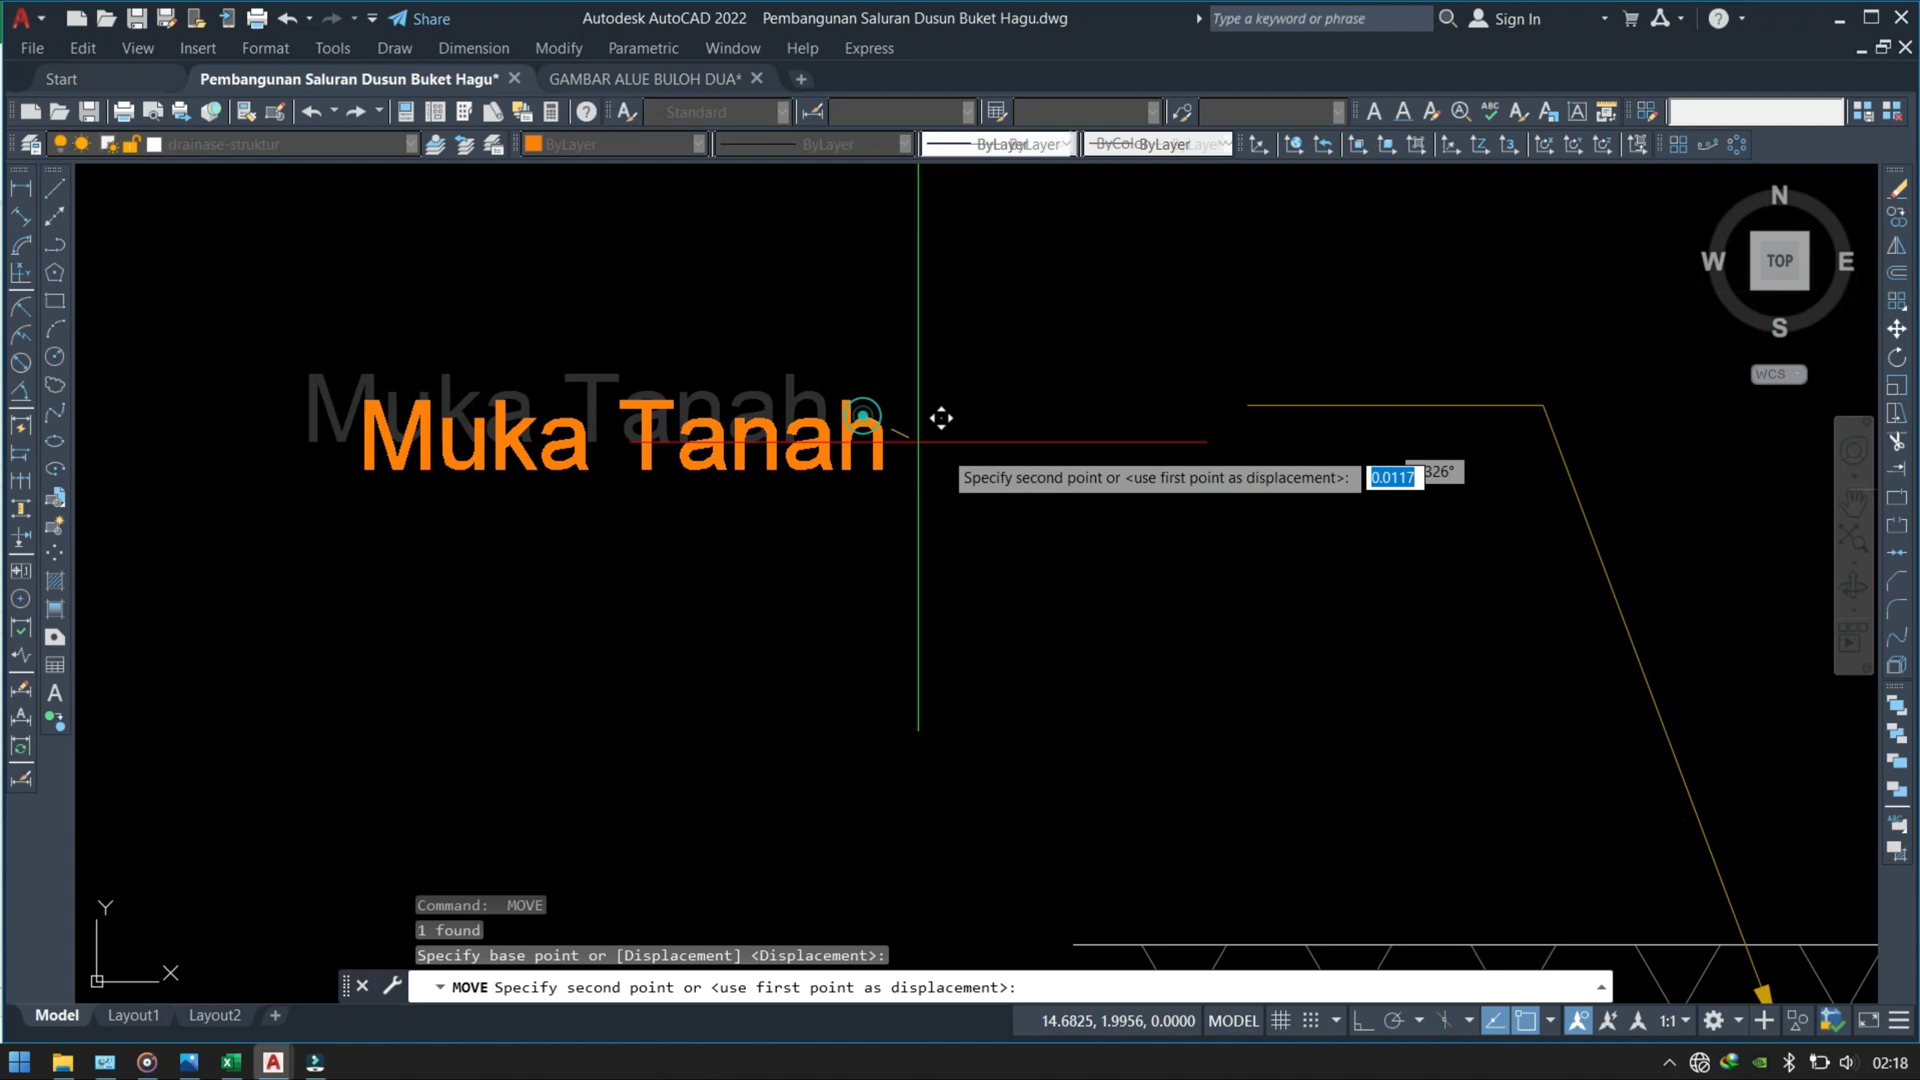 Share
Autodesk AutoCAD 2022 Pembangunan Saluran Dusun Buket Hagu.dwg
Type a keyword or phrase
Sign In
File Edit View Insert Format Tools Draw Dimension Modify Parametric Window Help Express
Start
Pembangunan Saluran Dusun Buket Hagu*
GAMBAR ALUE BULOH DUA*
Standard
drainase-struktur
ByLayer
ByLayer
ByLayer
ByLayer
N
W
TOP
E
S
WCS
Muka Tanah
Muka Tanah
Specify second point or <use first point as displacement>:
0.0117
326°
Y
X
Command: MOVE
1 found
Specify base point or [Displacement] <Displacement>:
MOVE Specify second point or <use first point as displacement>:
Model Layout1 Layout2
14.6825, 1.9956, 0.0000 MODEL
1:1
02:18